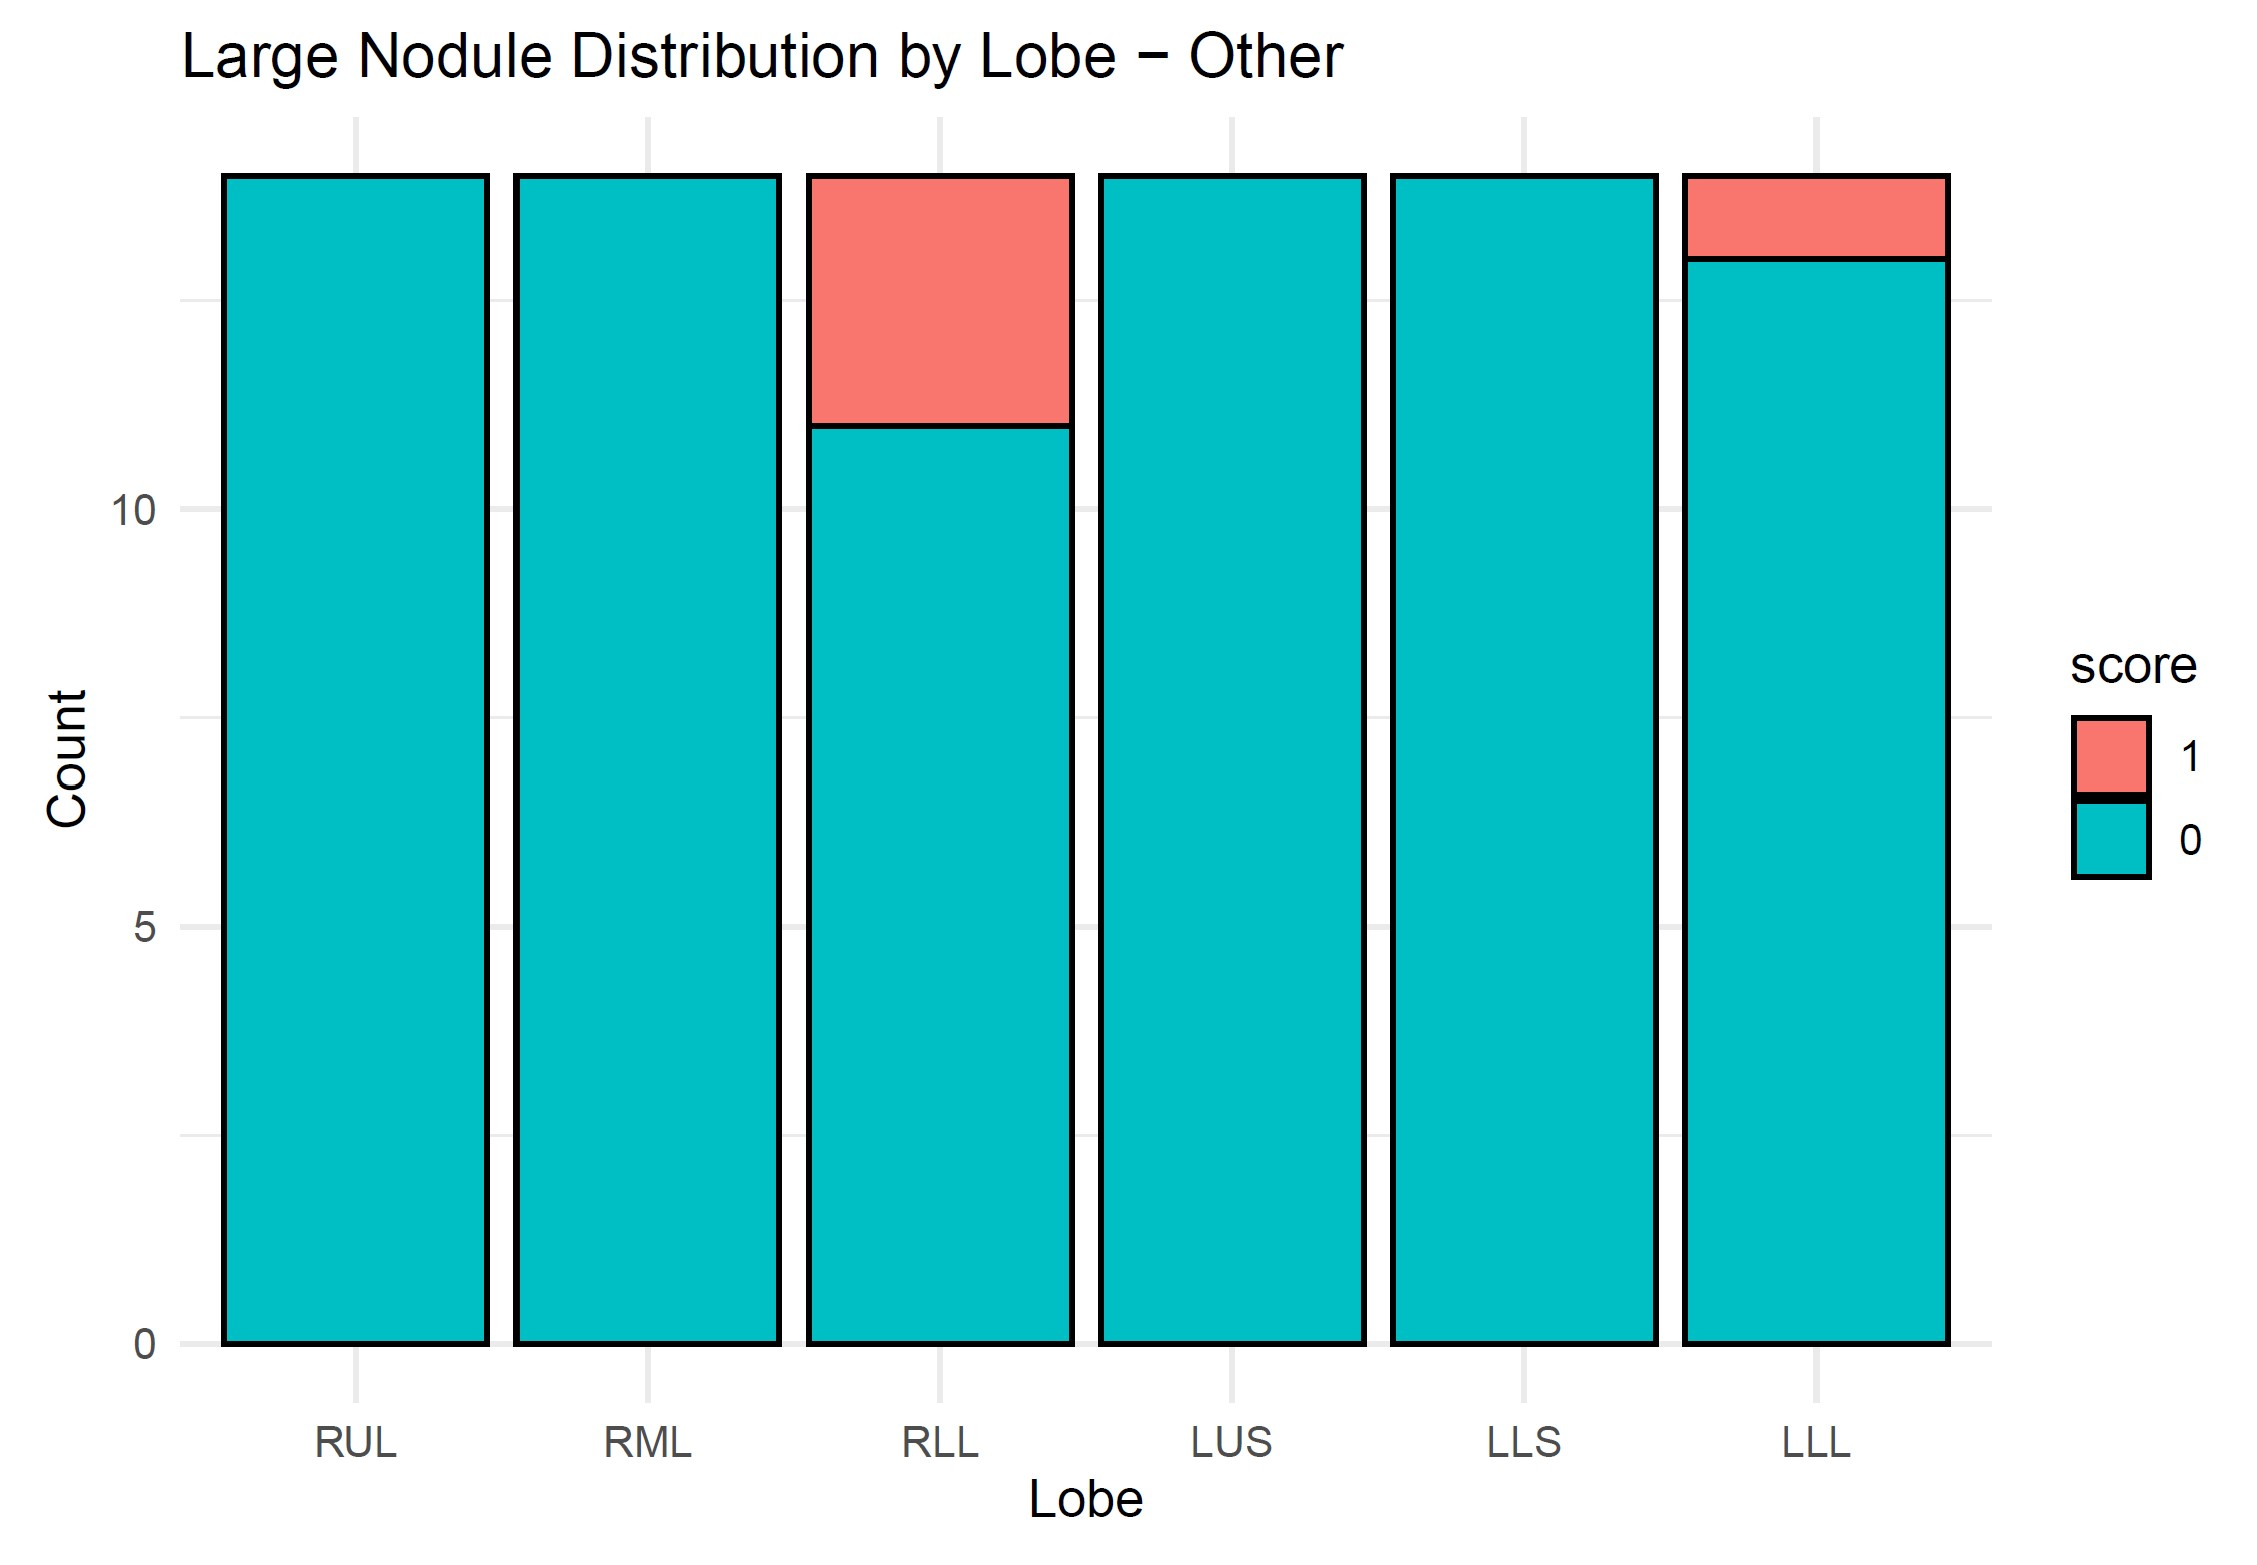 Large Nodule Distribution by Lobe − Other
Count
10
5
0
RUL RML RLL LUS LLS LLL
Lobe
score
1
0